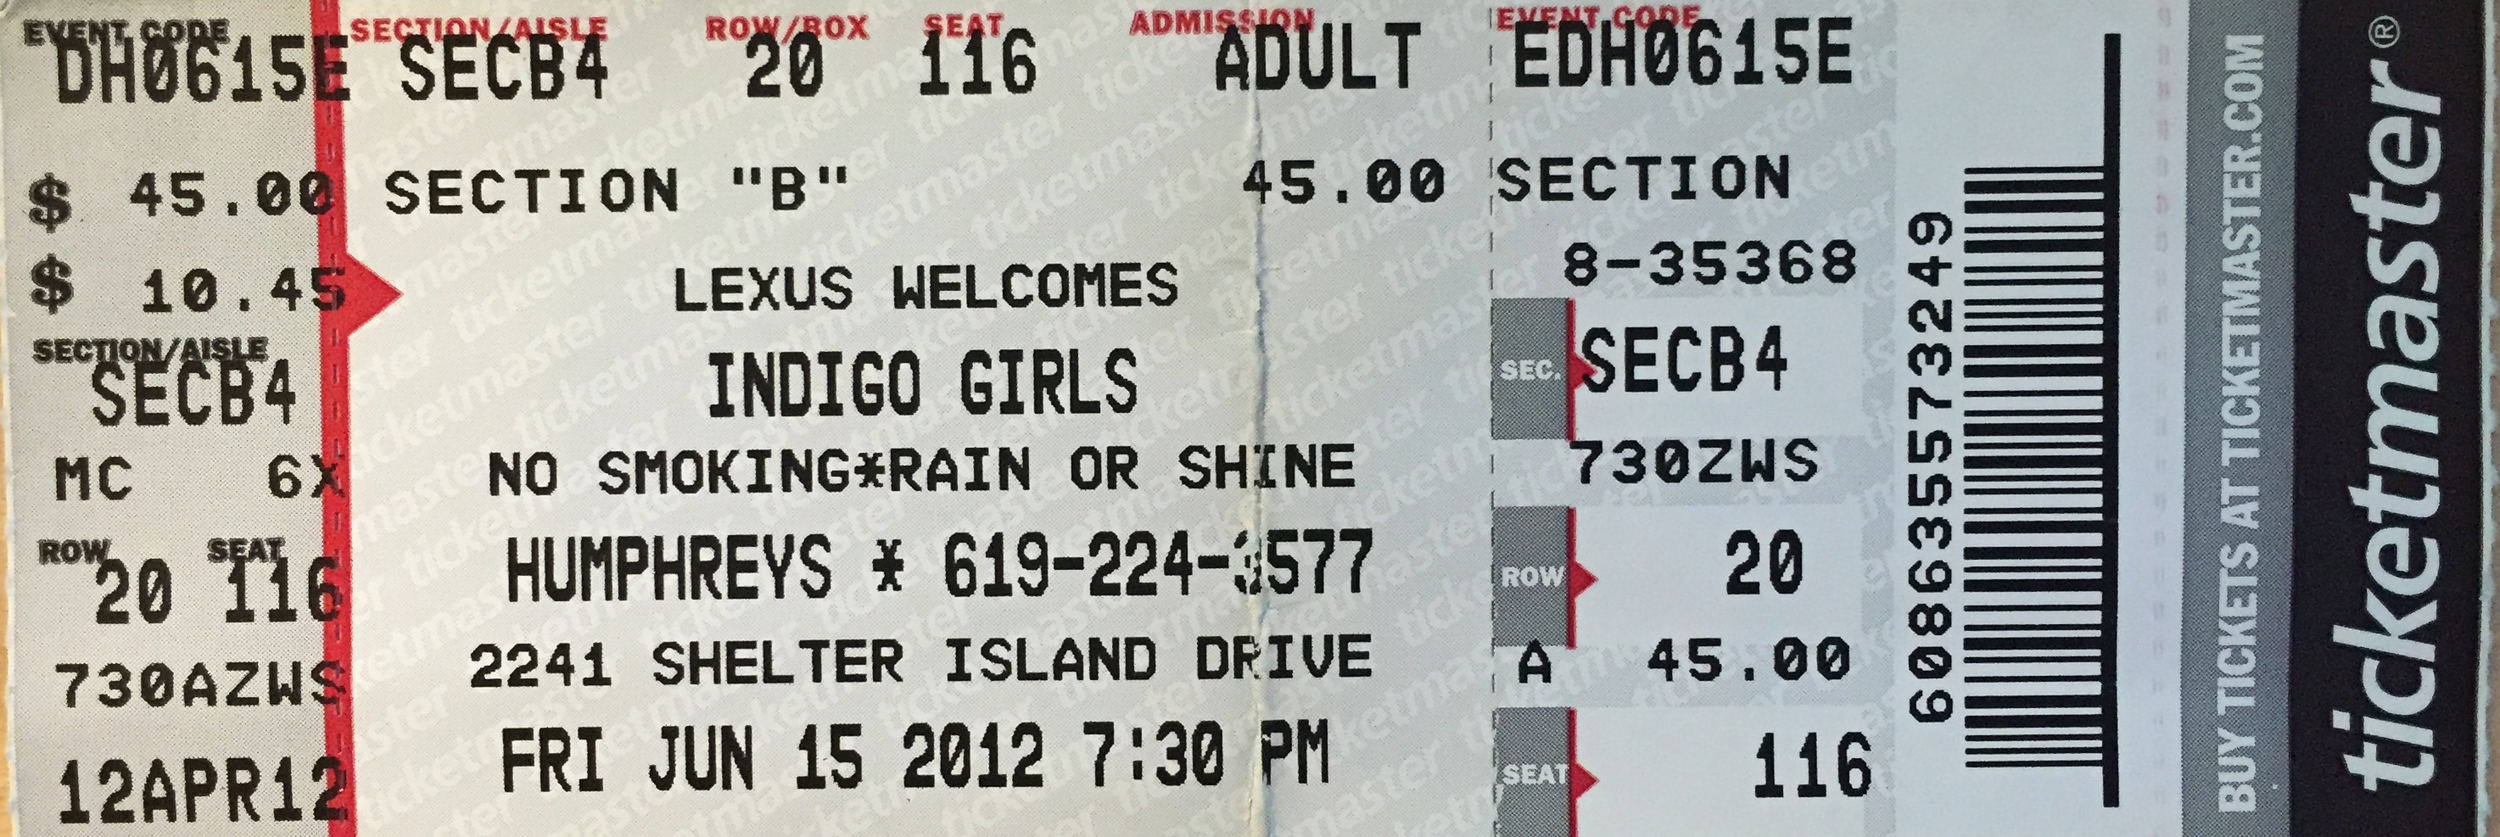 EVENT CODE
DH0615E
$ 45.00
$ 10.45
SECTION/AISLE
SECB4
MC 6X
ROW SEAT
20 116
730AZWS
12APR12
SECTION/AISLE ROW/BOX SEAT ADMISSION
SECB4 20 116 ADULT
SECTION "B" 45.00
LEXUS WELCOMES
INDIGO GIRLS
NO SMOKING*RAIN OR SHINE
HUMPHREYS * 619-224-3577
2241 SHELTER ISLAND DRIVE
FRI JUN 15 2012 7:30 PM
EVENT CODE
EDH0615E
SECTION
8-35368
SEC. SECB4
730ZWS
ROW 20
A 45.00
SEAT 116
608635573249
BUY TICKETS AT TICKETMASTER.COM
ticketmaster®